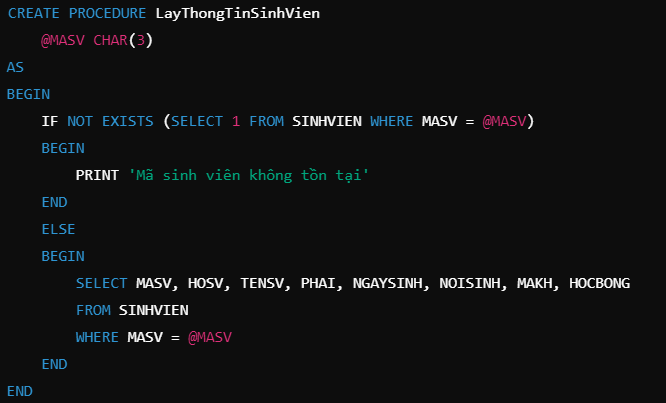 CREATE PROCEDURE LayThongTinSinhVien
    @MASV CHAR(3)
AS
BEGIN
    IF NOT EXISTS (SELECT 1 FROM SINHVIEN WHERE MASV = @MASV)
    BEGIN
        PRINT 'Mã sinh viên không tồn tại'
    END
    ELSE
    BEGIN
        SELECT MASV, HOSV, TENSV, PHAI, NGAYSINH, NOISINH, MAKH, HOCBONG
        FROM SINHVIEN
        WHERE MASV = @MASV
    END
END